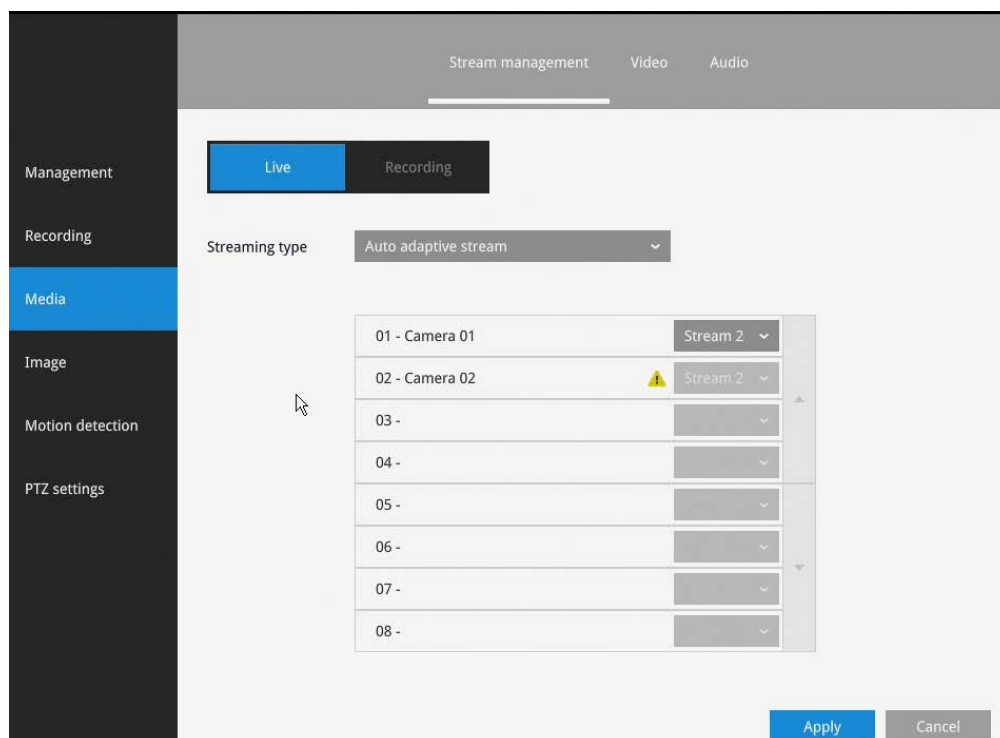 Stream management Video Audio
Management
Recording
Media
Image
Motion detection
PTZ settings
Live Recording
Streaming type Auto adaptive stream
01 - Camera 01 Stream 2
02 - Camera 02 Stream 2
03 -
04 -
05 -
06 -
07 -
08 -
Apply Cancel